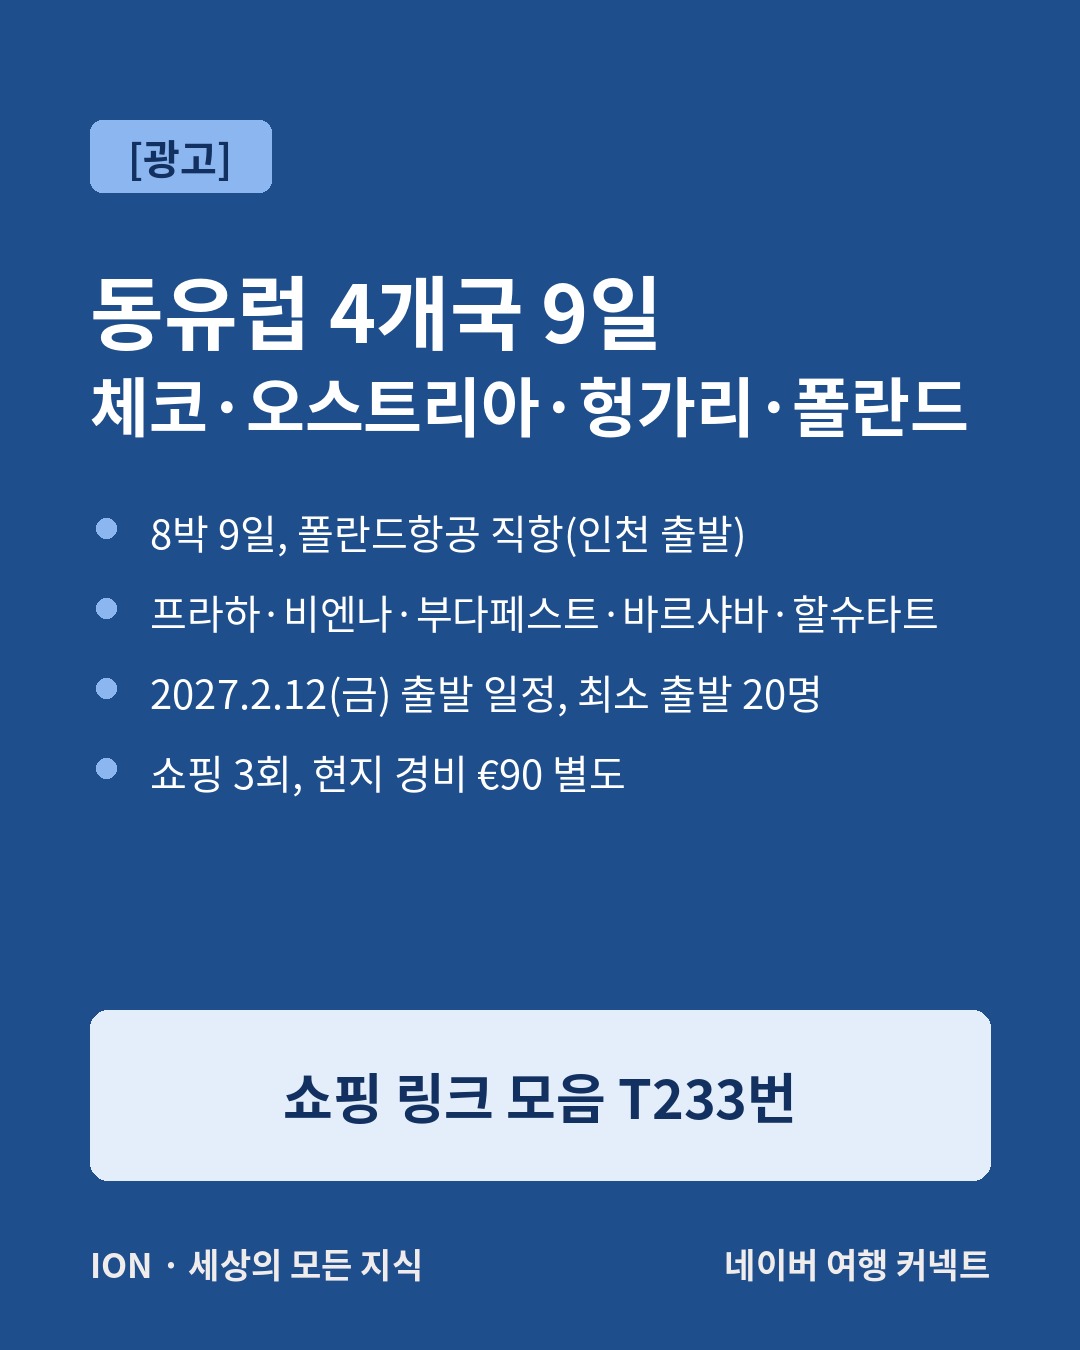 [광고]
동유럽 4개국 9일
체코·오스트리아·헝가리·폴란드
8박 9일, 폴란드항공 직항(인천 출발)
프라하·비엔나·부다페스트·바르샤바·할슈타트
2027.2.12(금) 출발 일정, 최소 출발 20명
쇼핑 3회, 현지 경비 €90 별도
쇼핑 링크 모음 T233번
ION · 세상의 모든 지식
네이버 여행 커넥트